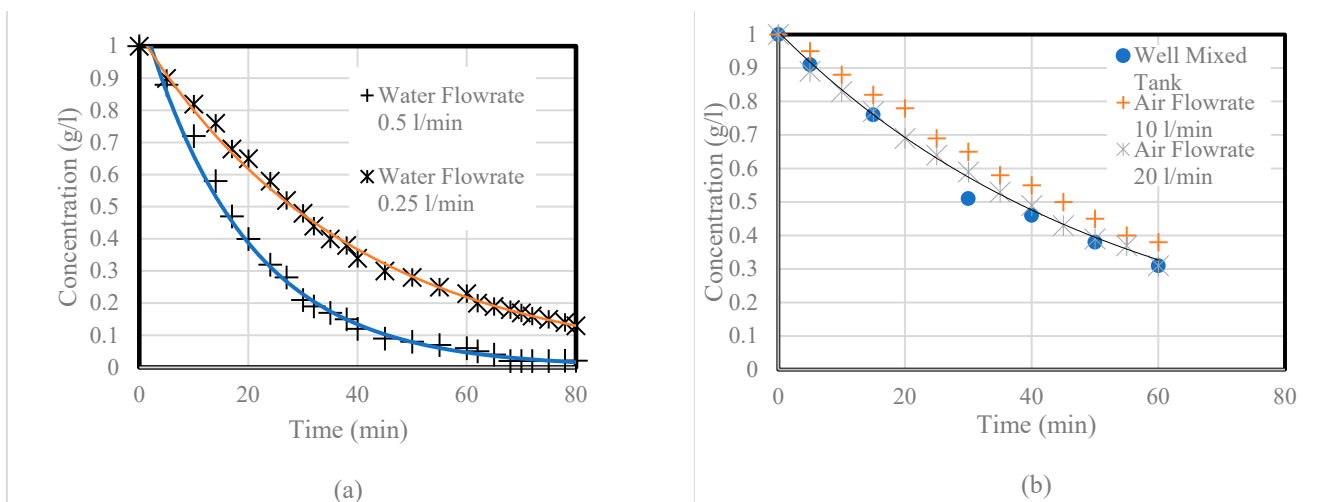 1
0.9
0.8
0.7
0.6
0.5
0.4
0.3
0.2
0.1
0
Concentration (g/l)
Water Flowrate
0.5 l/min
Water Flowrate
0.25 l/min
0
20
40
60
80
Time (min)
(a)
1
0.9
0.8
0.7
0.6
0.5
0.4
0.3
0.2
0.1
0
Concentration (g/l)
Well Mixed
Tank
Air Flowrate
10 l/min
Air Flowrate
20 l/min
0
20
40
60
80
Time (min)
(b)